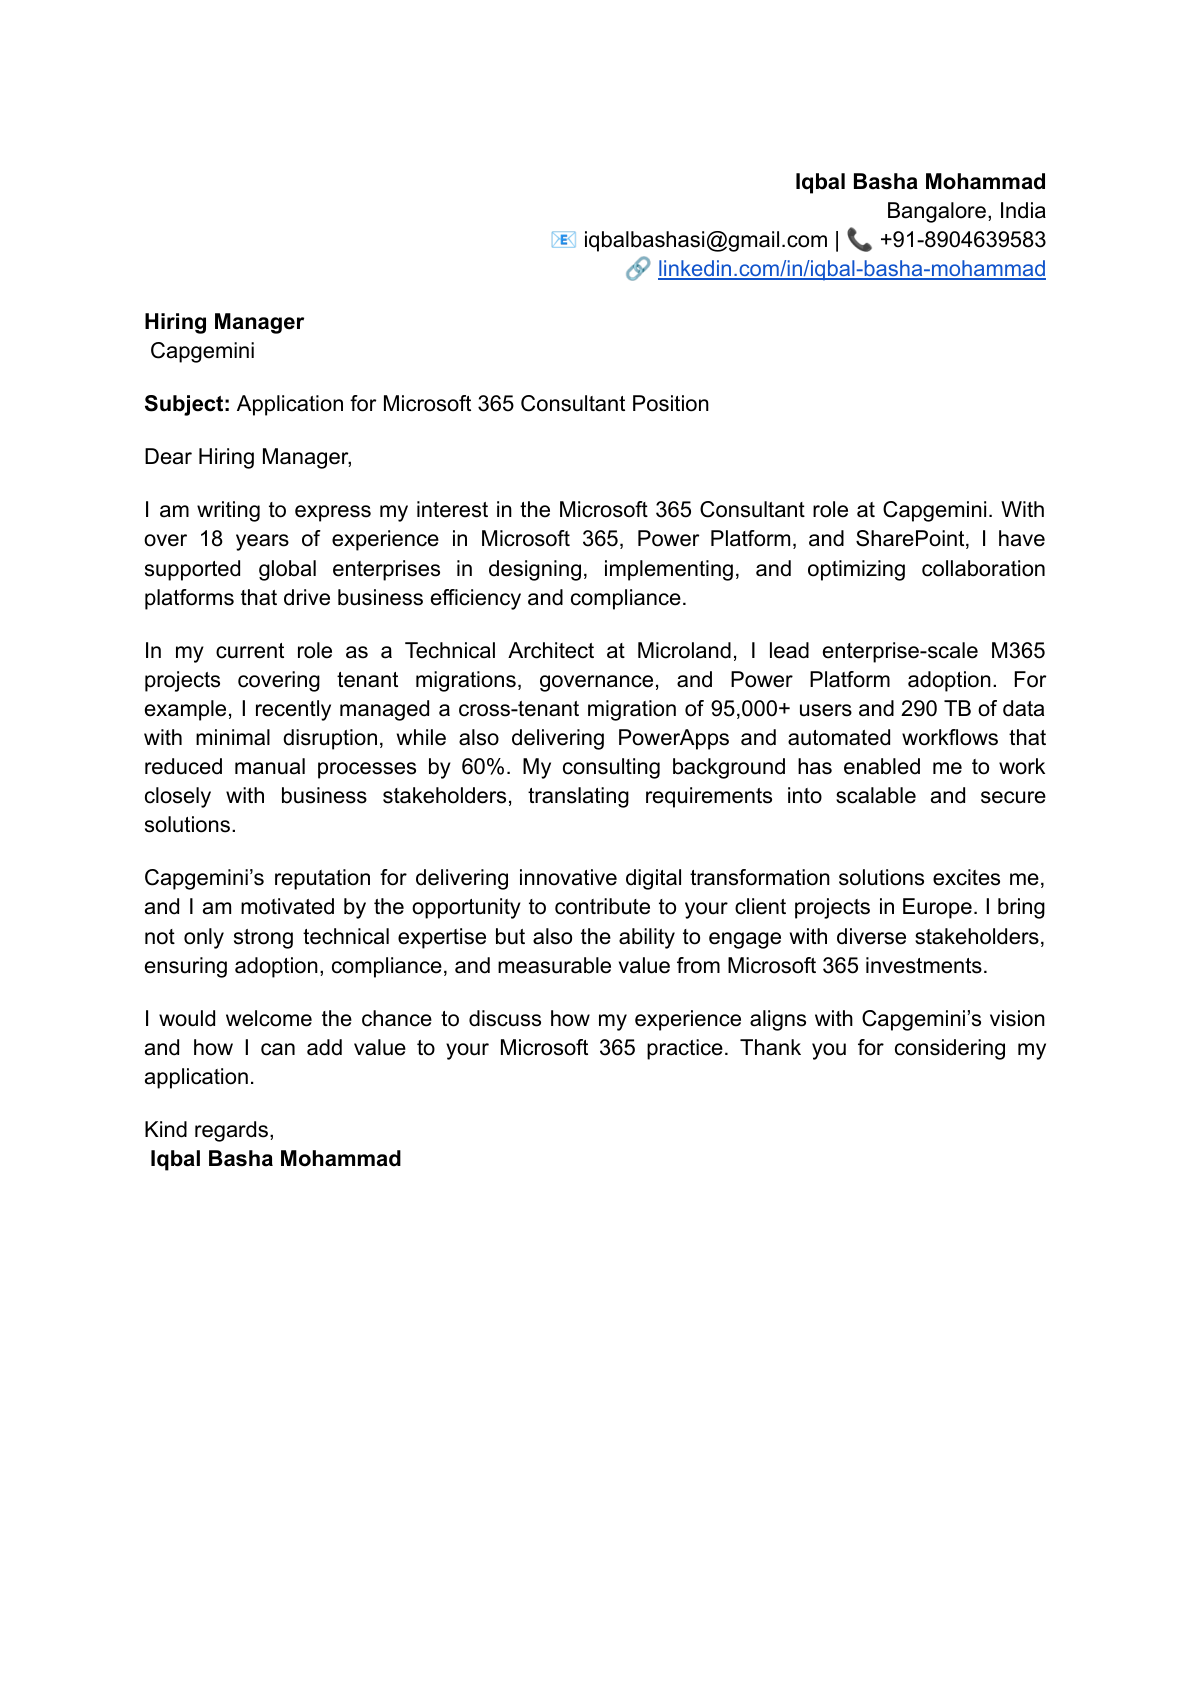 Iqbal Basha Mohammad
Bangalore, India
📧 iqbalbashasi@gmail.com | 📞 +91-8904639583
🔗 linkedin.com/in/iqbal-basha-mohammad
Hiring Manager
Capgemini
Subject: Application for Microsoft 365 Consultant Position
Dear Hiring Manager,
I am writing to express my interest in the Microsoft 365 Consultant role at Capgemini. With
over 18 years of experience in Microsoft 365, Power Platform, and SharePoint, I have
supported global enterprises in designing, implementing, and optimizing collaboration
platforms that drive business efficiency and compliance.
In my current role as a Technical Architect at Microland, I lead enterprise-scale M365
projects covering tenant migrations, governance, and Power Platform adoption. For
example, I recently managed a cross-tenant migration of 95,000+ users and 290 TB of data
with minimal disruption, while also delivering PowerApps and automated workflows that
reduced manual processes by 60%. My consulting background has enabled me to work
closely with business stakeholders, translating requirements into scalable and secure
solutions.
Capgemini’s reputation for delivering innovative digital transformation solutions excites me,
and I am motivated by the opportunity to contribute to your client projects in Europe. I bring
not only strong technical expertise but also the ability to engage with diverse stakeholders,
ensuring adoption, compliance, and measurable value from Microsoft 365 investments.
I would welcome the chance to discuss how my experience aligns with Capgemini’s vision
and how I can add value to your Microsoft 365 practice. Thank you for considering my
application.
Kind regards,
Iqbal Basha Mohammad